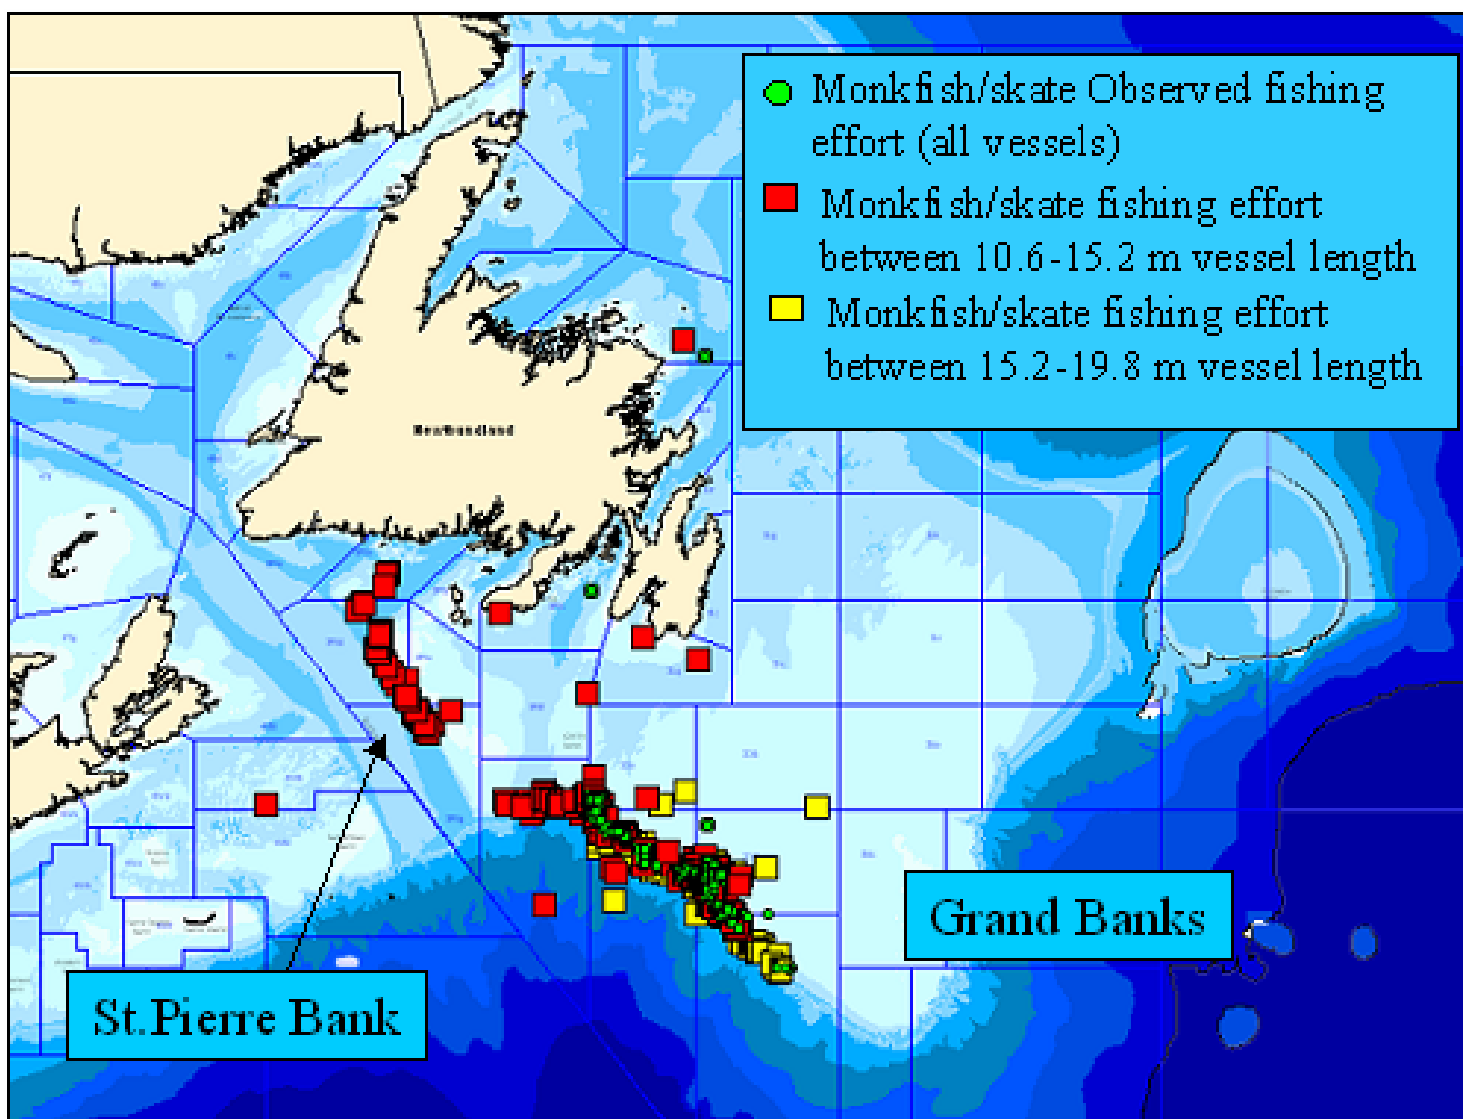 Monkfish/skate Observed fishing
effort (all vessels)
Monkfish/skate fishing effort
between 10.6-15.2 m vessel length
Monkfish/skate fishing effort
between 15.2-19.8 m vessel length
Newfoundland
Grand Banks
St.Pierre Bank